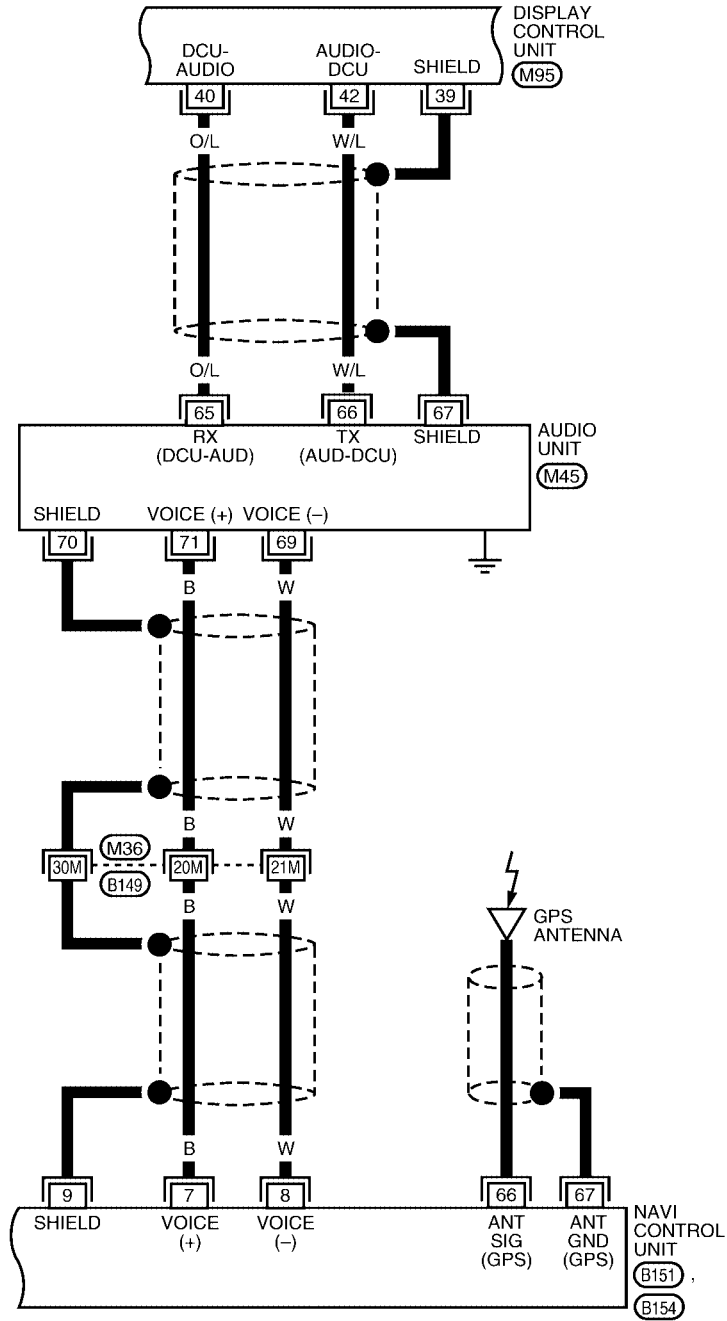 DISPLAY
CONTROL
UNIT
M95
DCU-
AUDIO
AUDIO-
DCU
SHIELD
40
42
39
O/L
W/L
O/L
W/L
65
66
67
RX
(DCU-AUD)
TX
(AUD-DCU)
SHIELD
AUDIO
UNIT
M45
SHIELD
VOICE (+)
VOICE (–)
70
71
69
B
W
B
W
M36
30M
20M
21M
B149
B
W
GPS
ANTENNA
B
W
9
7
8
66
67
SHIELD
VOICE
(+)
VOICE
(–)
ANT
SIG
(GPS)
ANT
GND
(GPS)
NAVI
CONTROL
UNIT
B151 ,
B154